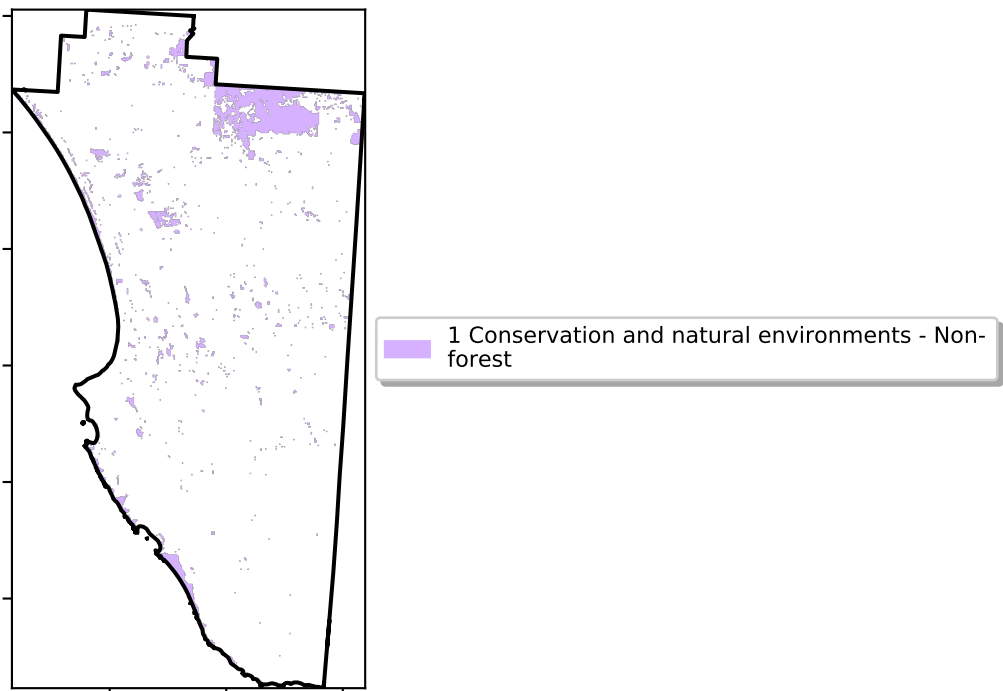 1 Conservation and natural environments - Non-
forest